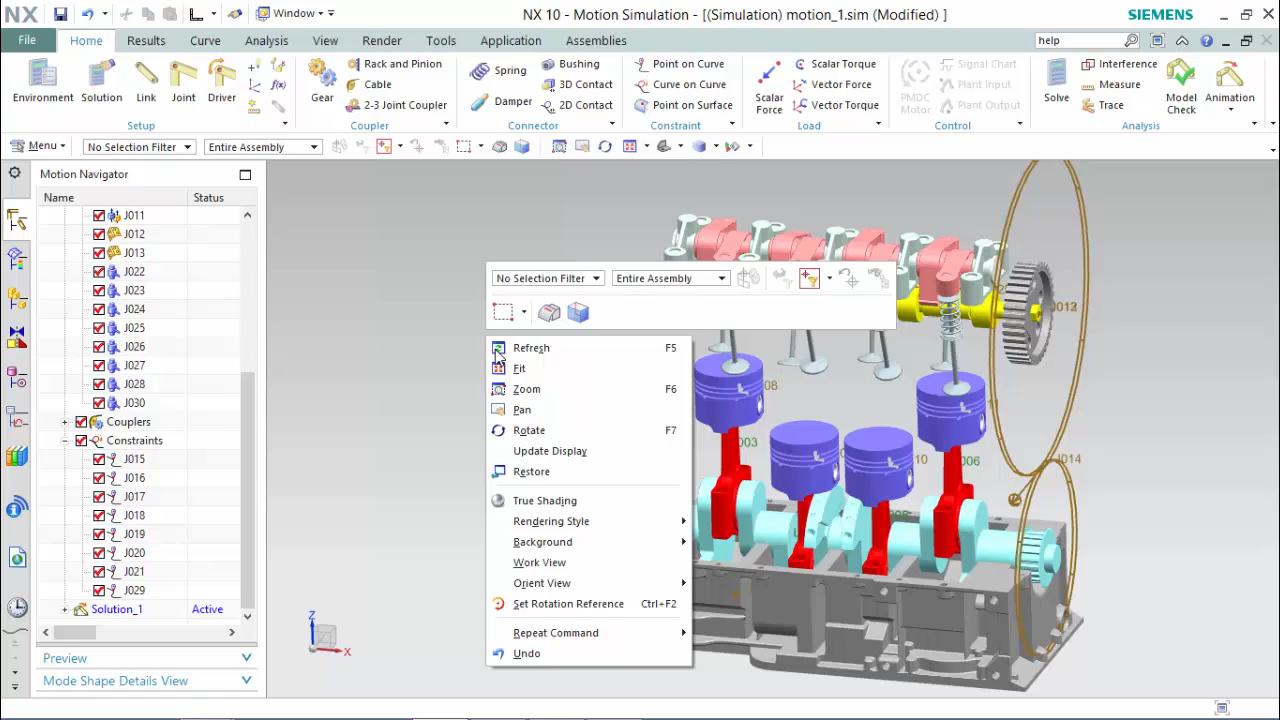 NX
Window
NX 10 - Motion Simulation - [(Simulation) motion_1.sim (Modified) ]
SIEMENS
File Home Results Curve Analysis View Render Tools Application Assemblies
help
Environment
Solution
Link
Joint
Driver
f(x)
Setup
Gear
Rack and Pinion
Cable
2-3 Joint Coupler
Coupler
Spring
Damper
Bushing
3D Contact
2D Contact
Connector
Point on Curve
Curve on Curve
Point on Surface
Constraint
Scalar
Force
Scalar Torque
Vector Force
Vector Torque
Load
PMDC
Motor
Signal Chart
Plant Input
Plant Output
Control
Solve
Interference
Measure
Trace
Model
Check
Animation
Analysis
Menu
No Selection Filter
Entire Assembly
Motion Navigator
Name Status
J011
J012
J013
J022
J023
J024
J025
J026
J027
J028
J030
Couplers
Constraints
J015
J016
J017
J018
J019
J020
J021
J029
Solution_1 Active
Preview
Mode Shape Details View
No Selection Filter
Entire Assembly
Refresh F5
Fit
Zoom F6
Pan
Rotate F7
Update Display
Restore
True Shading
Rendering Style
Background
Work View
Orient View
Set Rotation Reference Ctrl+F2
Repeat Command
Undo
08
003
10
006
J014
Z
X